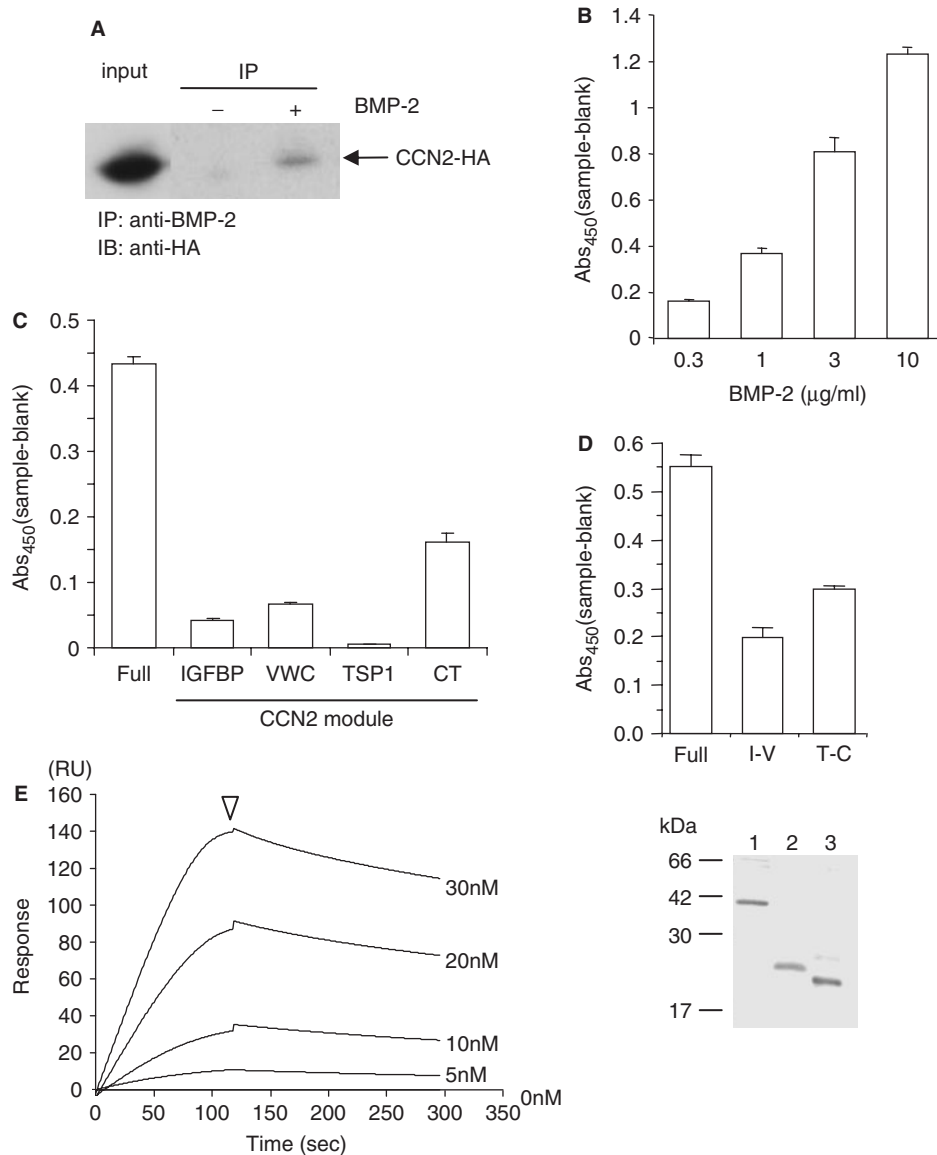 A
input IP
− + BMP-2
CCN2-HA
IP: anti-BMP-2
IB: anti-HA
B
Abs450(sample-blank)
1.4
1.2
1
0.8
0.6
0.4
0.2
0
0.3 1 3 10
BMP-2 (μg/ml)
C
Abs450(sample-blank)
0.5
0.4
0.3
0.2
0.1
0
Full IGFBP VWC TSP1 CT
CCN2 module
D
Abs450(sample-blank)
0.6
0.5
0.4
0.3
0.2
0.1
0.0
Full I-V T-C
kDa 1 2 3
66
42
30
17
E
(RU)
Response
160
140
120
100
80
60
40
20
0
30nM
20nM
10nM
5nM
0nM
0 50 100 150 200 250 300 350
Time (sec)